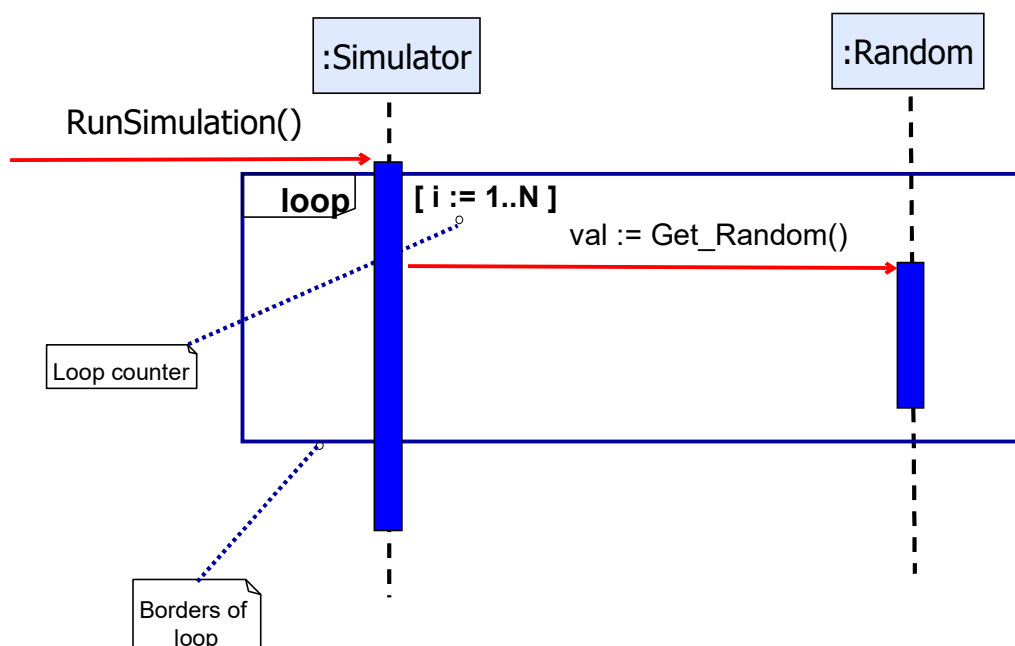 :Simulator
:Random
RunSimulation()
loop
[ i := 1..N ]
val := Get_Random()
Loop counter
Borders of
loop